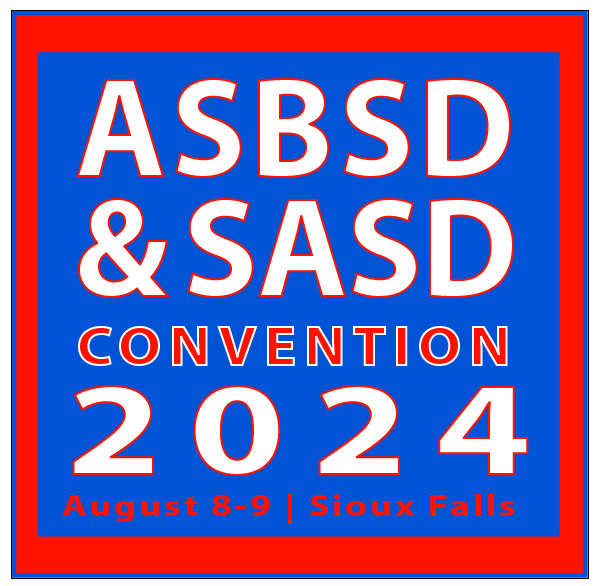 ASBSD
& SASD
CONVENTION
2024
August 8-9 | Sioux Falls